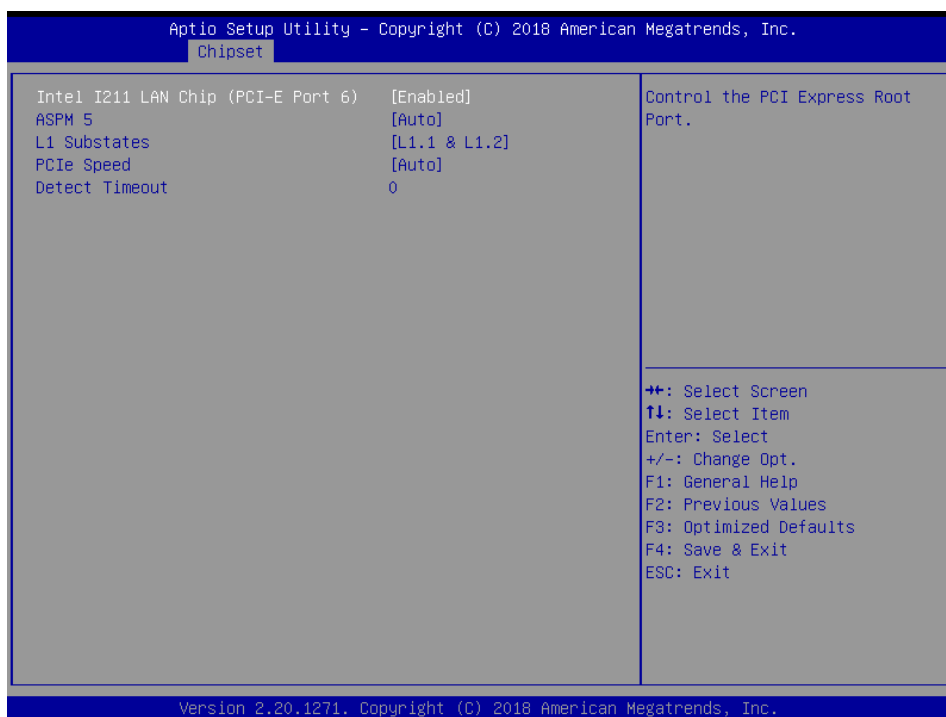 Aptio Setup Utility – Copyright (C) 2018 American Megatrends, Inc.
Chipset
Intel I211 LAN Chip (PCI-E Port 6) [Enabled]
ASPM 5 [Auto]
L1 Substates [L1.1 & L1.2]
PCIe Speed [Auto]
Detect Timeout 0
Control the PCI Express Root
Port.
→←: Select Screen
↑↓: Select Item
Enter: Select
+/-: Change Opt.
F1: General Help
F2: Previous Values
F3: Optimized Defaults
F4: Save & Exit
ESC: Exit
Version 2.20.1271. Copyright (C) 2018 American Megatrends, Inc.